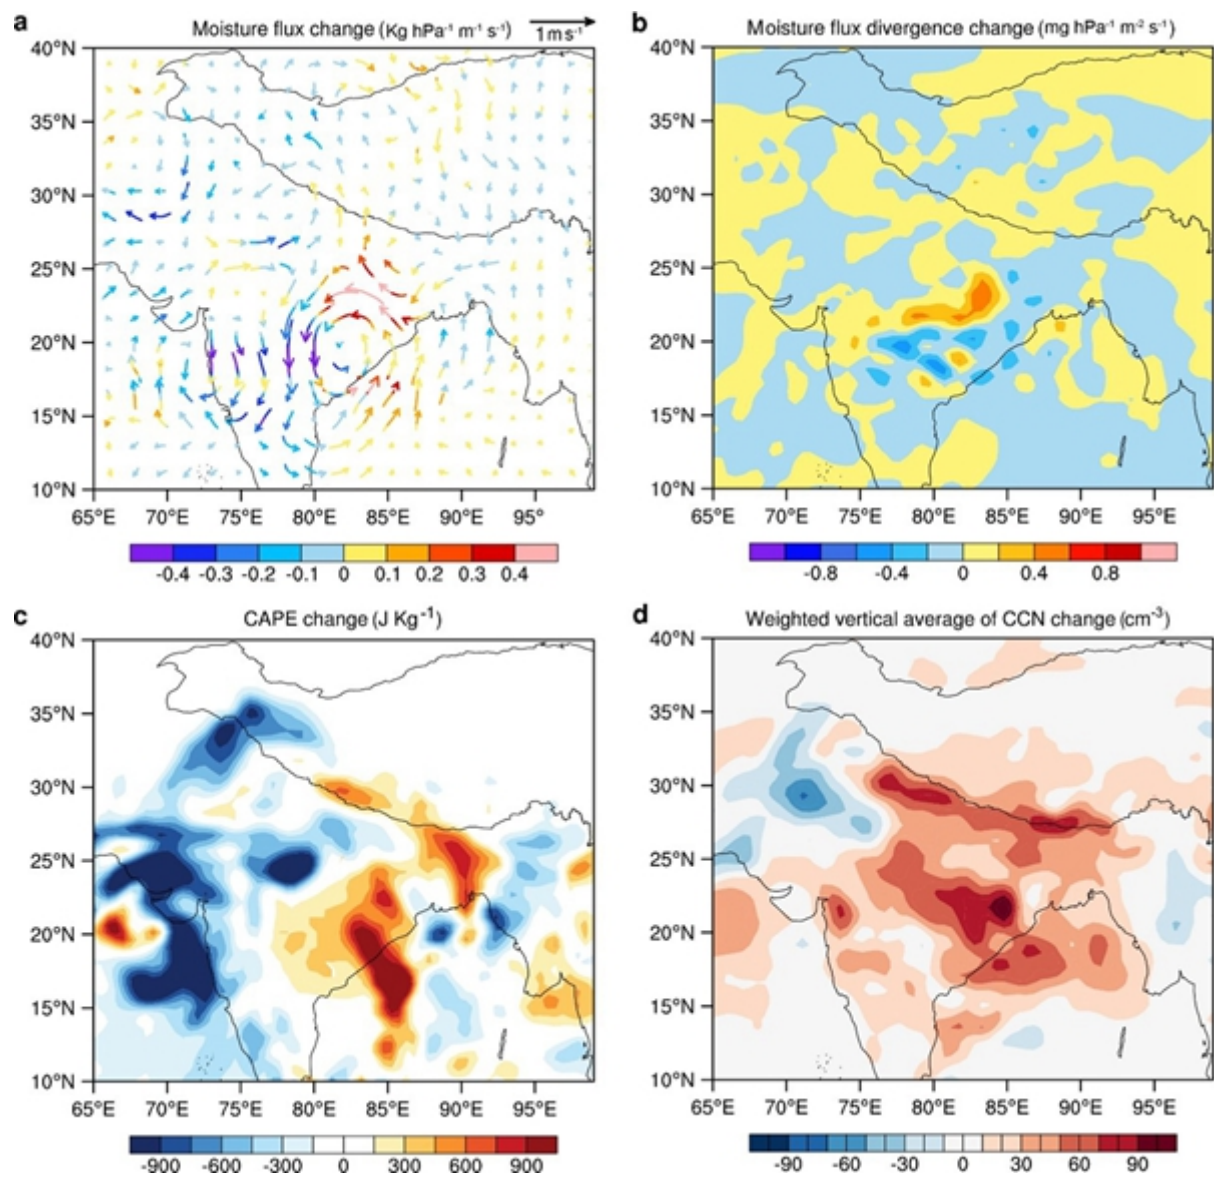 a Moisture flux change (Kg hPa⁻¹ m⁻¹ s⁻¹) 1 m s⁻¹
40°N
35°N
30°N
25°N
20°N
15°N
10°N
65°E 70°E 75°E 80°E 85°E 90°E 95°
-0.4 -0.3 -0.2 -0.1 0 0.1 0.2 0.3 0.4
b Moisture flux divergence change (mg hPa⁻¹ m⁻² s⁻¹)
40°N
35°N
30°N
25°N
20°N
15°N
10°N
65°E 70°E 75°E 80°E 85°E 90°E 95°
-0.8 -0.4 0 0.4 0.8
c CAPE change (J Kg⁻¹)
40°N
35°N
30°N
25°N
20°N
15°N
10°N
65°E 70°E 75°E 80°E 85°E 90°E 95°E
-900 -600 -300 0 300 600 900
d Weighted vertical average of CCN change (cm⁻³)
40°N
35°N
30°N
25°N
20°N
15°N
10°N
65°E 70°E 75°E 80°E 85°E 90°E 95°E
-90 -60 -30 0 30 60 90